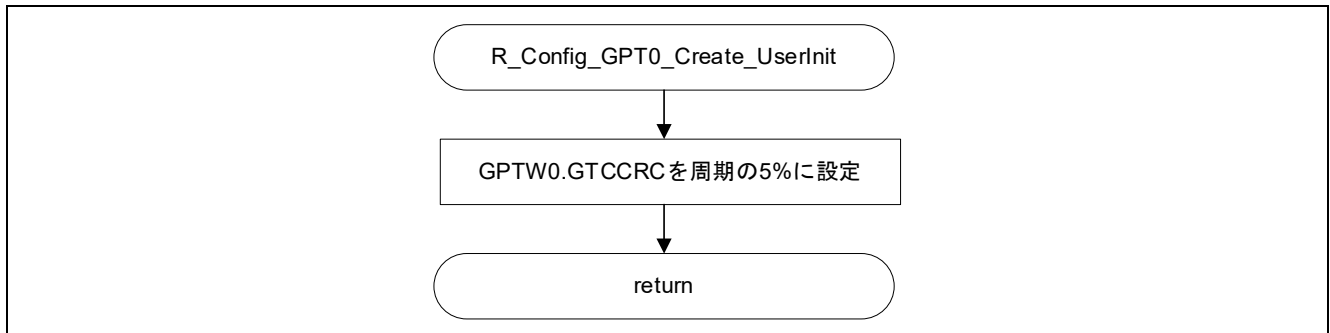 R_Config_GPT0_Create_UserInit
GPTW0.GTCCRCを周期の5%に設定
return